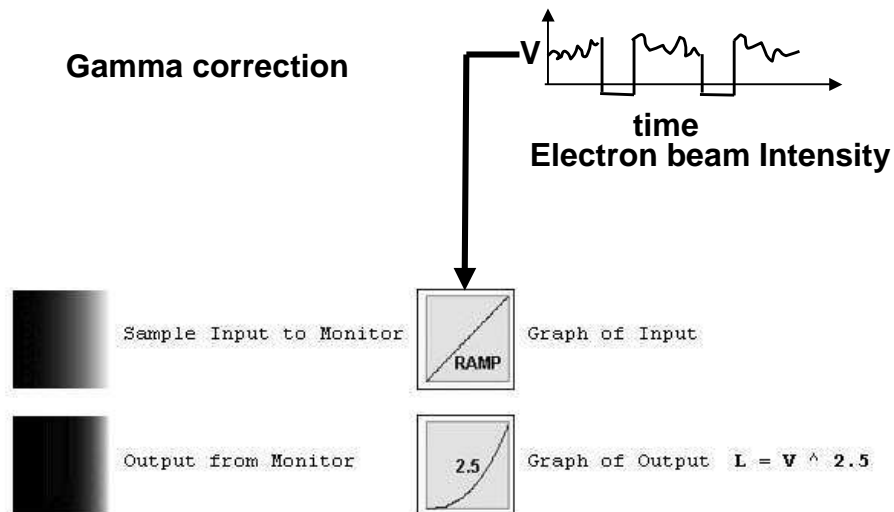 Gamma correction
V
time
Electron beam Intensity
Sample Input to Monitor
RAMP
Graph of Input
Output from Monitor
2.5
Graph of Output L = V ^ 2.5